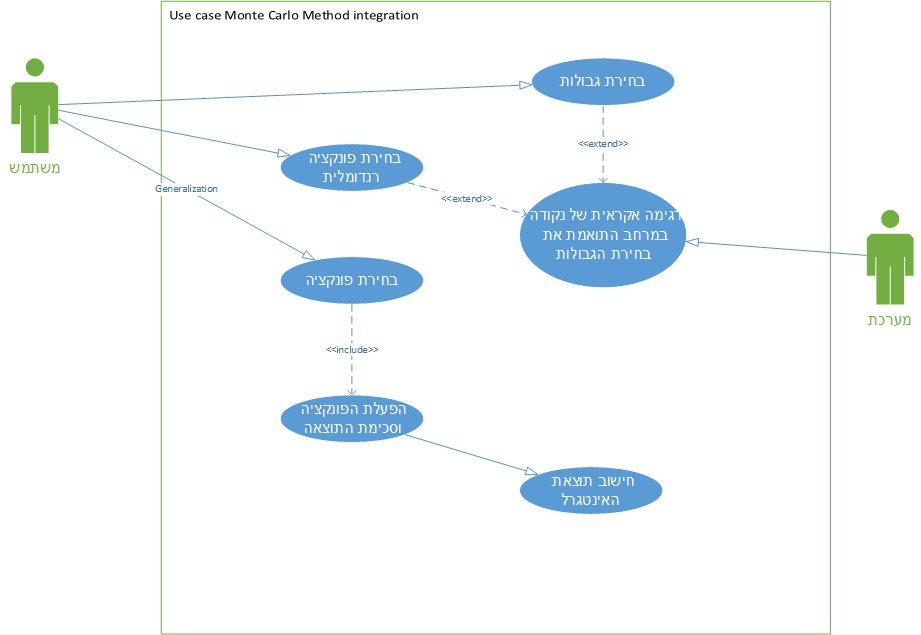 Use case Monte Carlo Method integration
בחירת גבולות
<<extend>>
משתמש
בחירת פונקציה
רנדומלית
Generalization
<<extend>>
דגימה אקראית של נקודה
במרחב התואמת את
בחירת הגבולות
בחירת פונקציה
מערכת
<<include>>
הפעלת הפונקציה
וסכימת התוצאה
חישוב תוצאת
האינטגרל